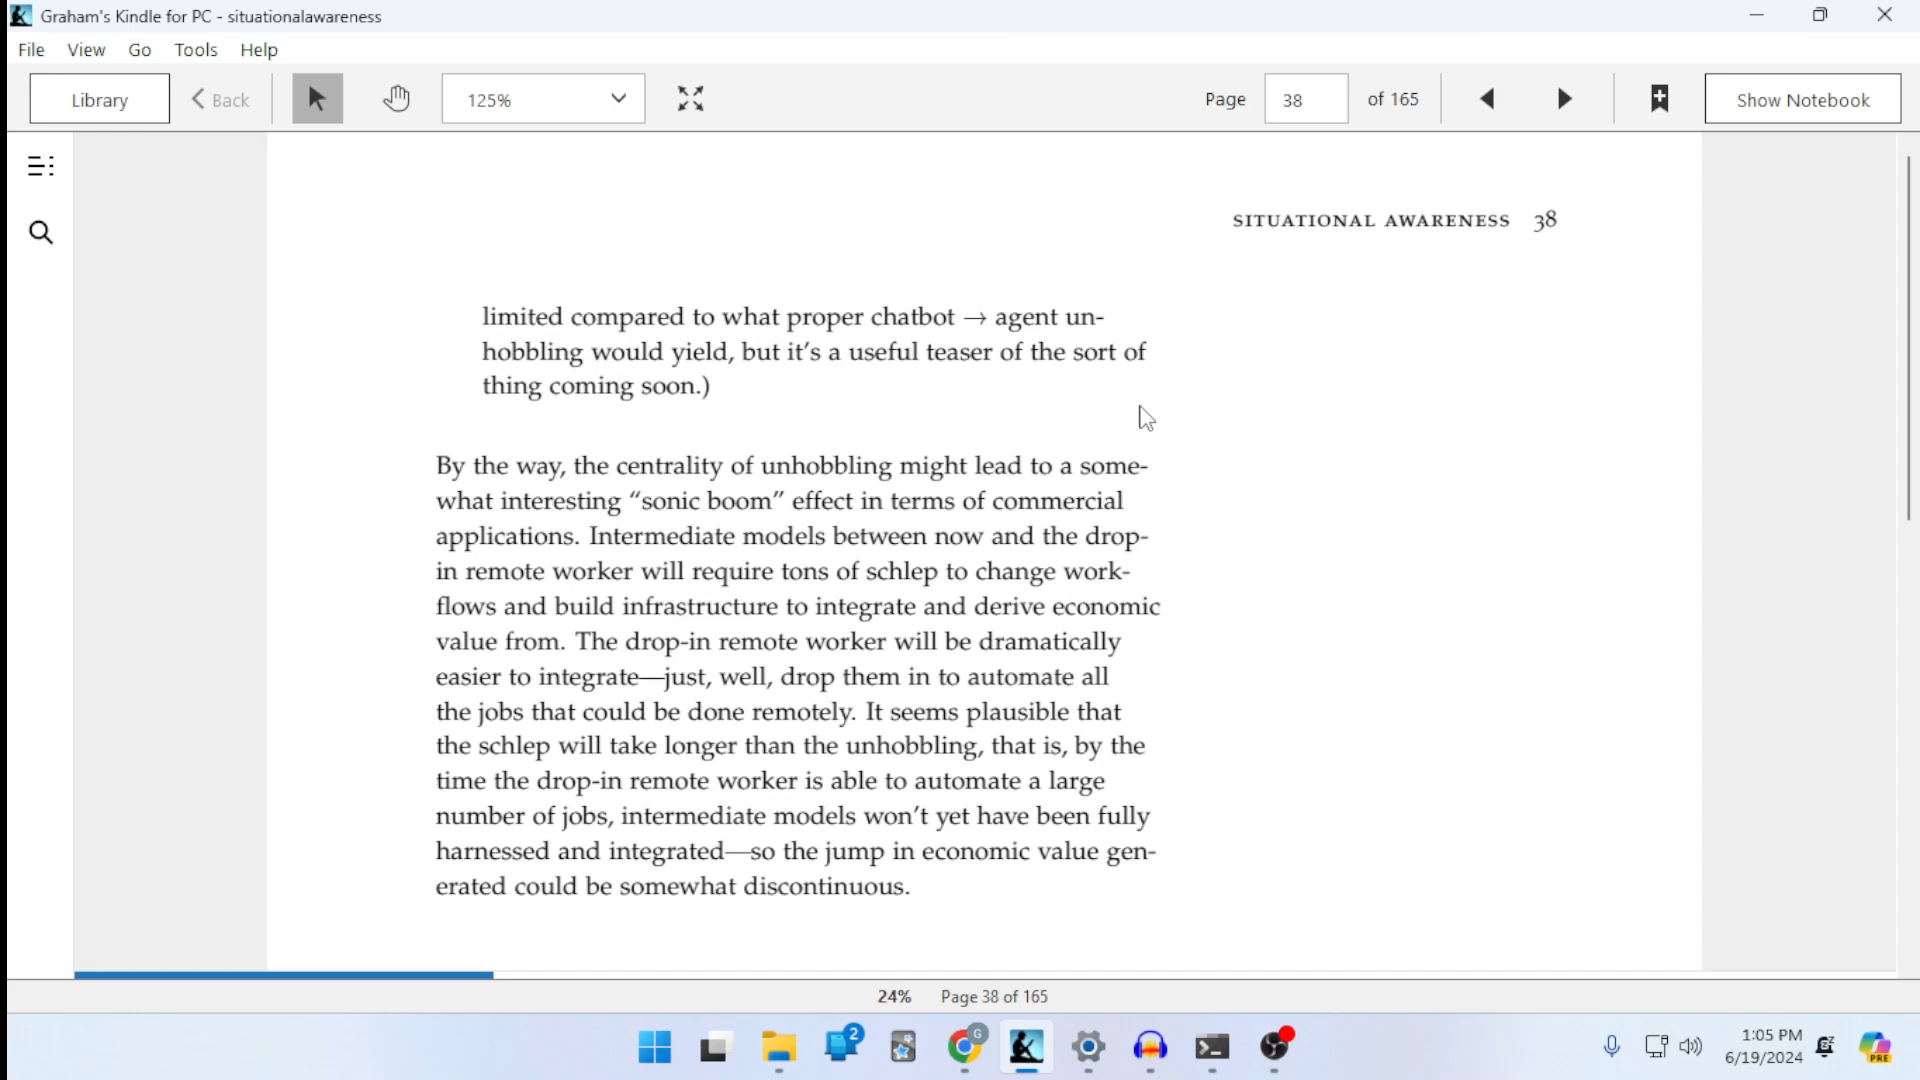 Graham's Kindle for PC - situationalawareness
File View Go Tools Help
Library Back 125% Page 38 of 165 Show Notebook
SITUATIONAL AWARENESS 38
limited compared to what proper chatbot → agent un-
hobbling would yield, but it's a useful teaser of the sort of
thing coming soon.)
By the way, the centrality of unhobbling might lead to a some-
what interesting “sonic boom” effect in terms of commercial
applications. Intermediate models between now and the drop-
in remote worker will require tons of schlep to change work-
flows and build infrastructure to integrate and derive economic
value from. The drop-in remote worker will be dramatically
easier to integrate—just, well, drop them in to automate all
the jobs that could be done remotely. It seems plausible that
the schlep will take longer than the unhobbling, that is, by the
time the drop-in remote worker is able to automate a large
number of jobs, intermediate models won't yet have been fully
harnessed and integrated—so the jump in economic value gen-
erated could be somewhat discontinuous.
24% Page 38 of 165
2
G
1:05 PM
6/19/2024
PRE